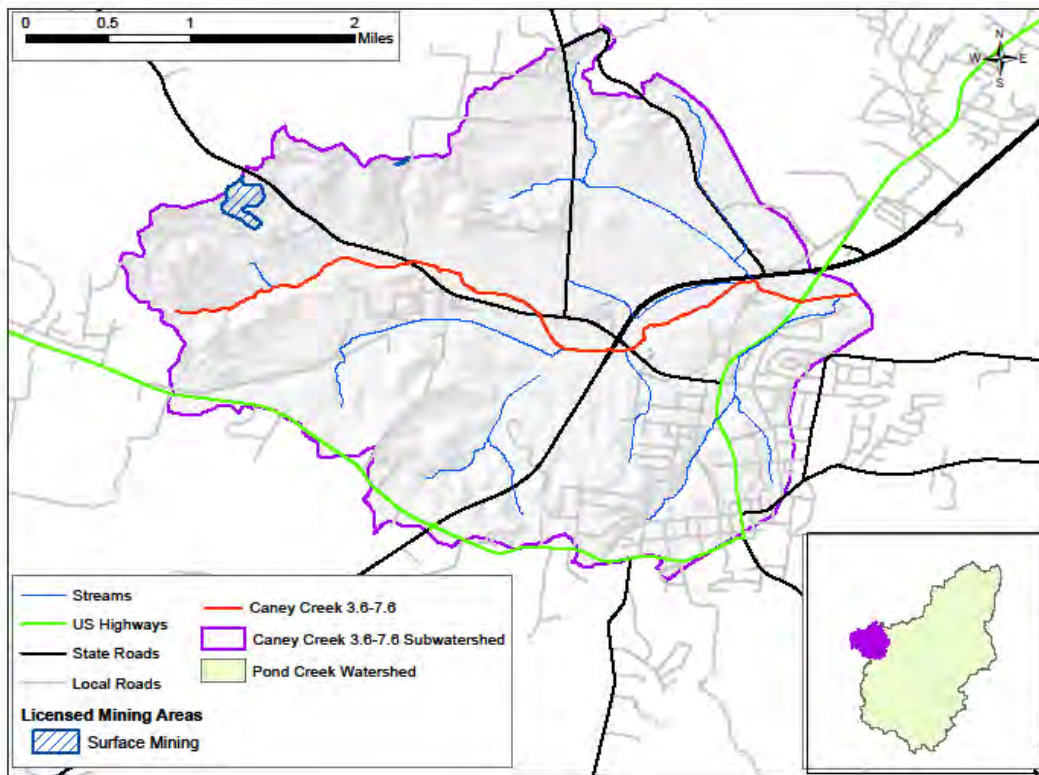 0 0.5 1 2
Miles
N
W E
S
Streams
US Highways
State Roads
Local Roads
Licensed Mining Areas
Surface Mining
Caney Creek 3.6-7.6
Caney Creek 3.6-7.6 Subwatershed
Pond Creek Watershed